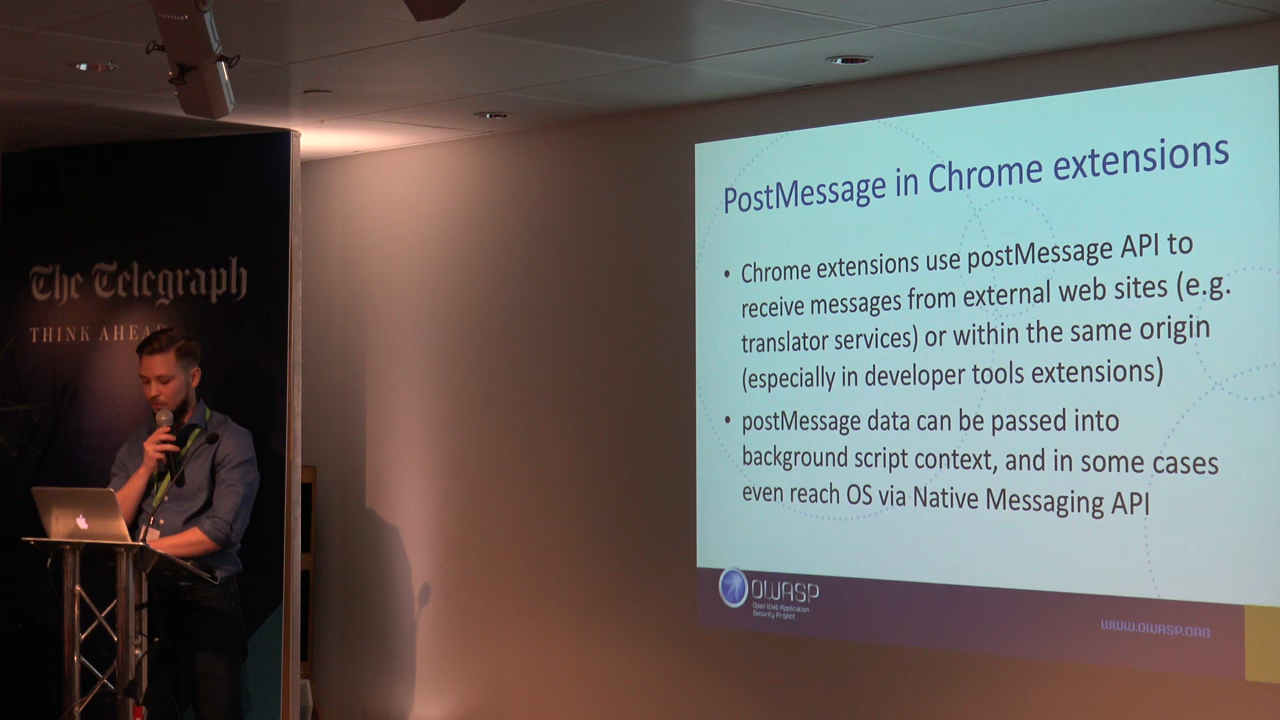 The Telegraph
THINK AHEAD
PostMessage in Chrome extensions
• Chrome extensions use postMessage API to
receive messages from external web sites (e.g.
translator services) or within the same origin
(especially in developer tools extensions)
• postMessage data can be passed into
background script context, and in some cases
even reach OS via Native Messaging API
OWASP
Open Web Application
Security Project
WWW.OWASP.ORG